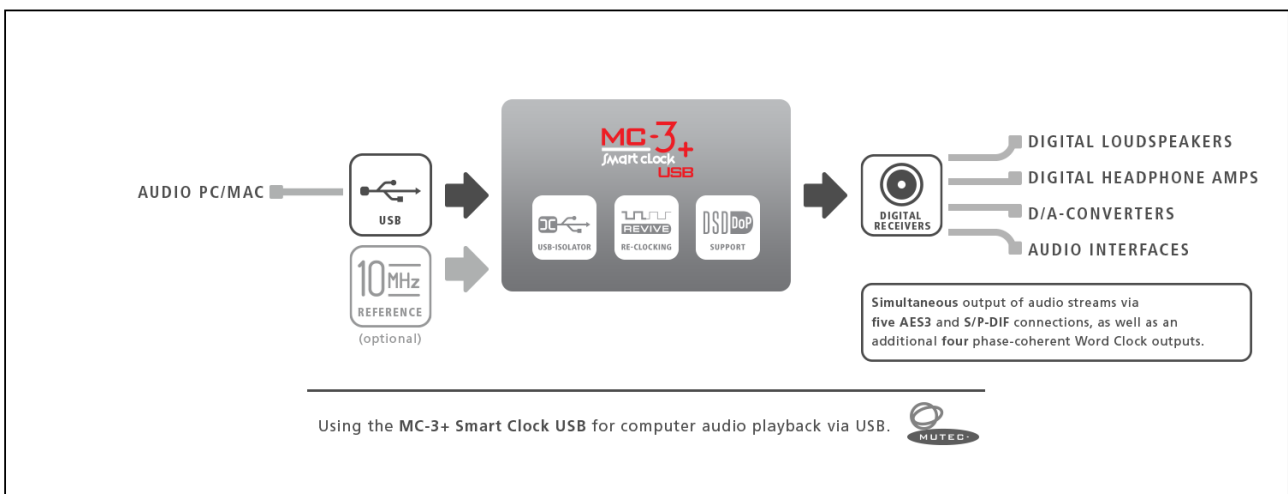 AUDIO PC/MAC
USB
10 MHz
REFERENCE
(optional)
MC-3+
Smart clock
USB
USB-ISOLATOR
REVIVE
RE-CLOCKING
DSD DoP
SUPPORT
DIGITAL
RECEIVERS
DIGITAL LOUDSPEAKERS
DIGITAL HEADPHONE AMPS
D/A-CONVERTERS
AUDIO INTERFACES
Simultaneous output of audio streams via
five AES3 and S/P-DIF connections, as well as an
additional four phase-coherent Word Clock outputs.
Using the MC-3+ Smart Clock USB for computer audio playback via USB.
MUTEC